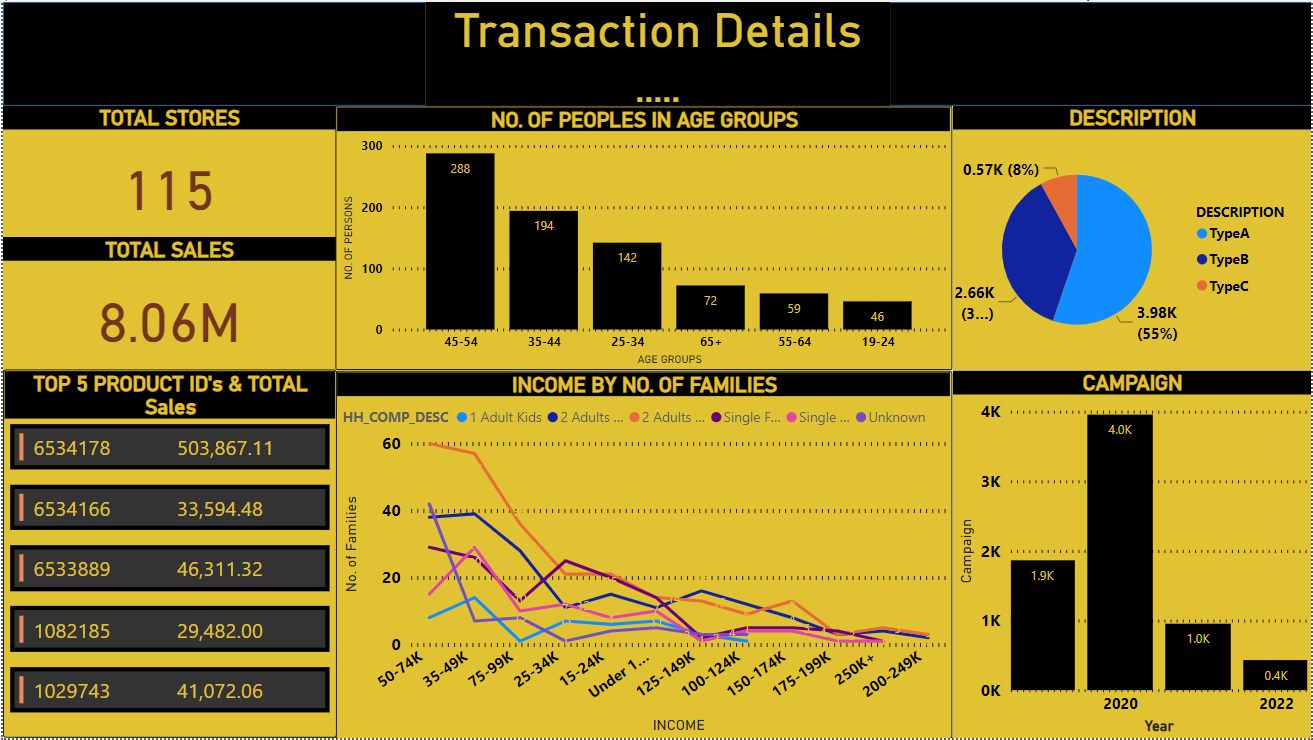 Transaction Details
.....
TOTAL STORES
115
TOTAL SALES
8.06M
TOP 5 PRODUCT ID's & TOTAL
Sales
6534178 503,867.11
6534166 33,594.48
6533889 46,311.32
1082185 29,482.00
1029743 41,072.06
NO. OF PEOPLES IN AGE GROUPS
NO. OF PERSONS
300
200
100
0
288
194
142
72
59
46
45-54 35-44 25-34 65+ 55-64 19-24
AGE GROUPS
INCOME BY NO. OF FAMILIES
HH_COMP_DESC 1 Adult Kids 2 Adults ... 2 Adults ... Single F... Single ... Unknown
No. of Families
60
40
20
0
4
50-74K 35-49K 75-99K 25-34K 15-24K Under 1... 125-149K 100-124K 150-174K 175-199K 250K+ 200-249K
INCOME
DESCRIPTION
0.57K (8%)
2.66K
(3...)
3.98K
(55%)
DESCRIPTION
TypeA
TypeB
TypeC
CAMPAIGN
Campaign
4K
3K
2K
1K
0K
1.9K
4.0K
1.0K
0.4K
2020 2022
Year